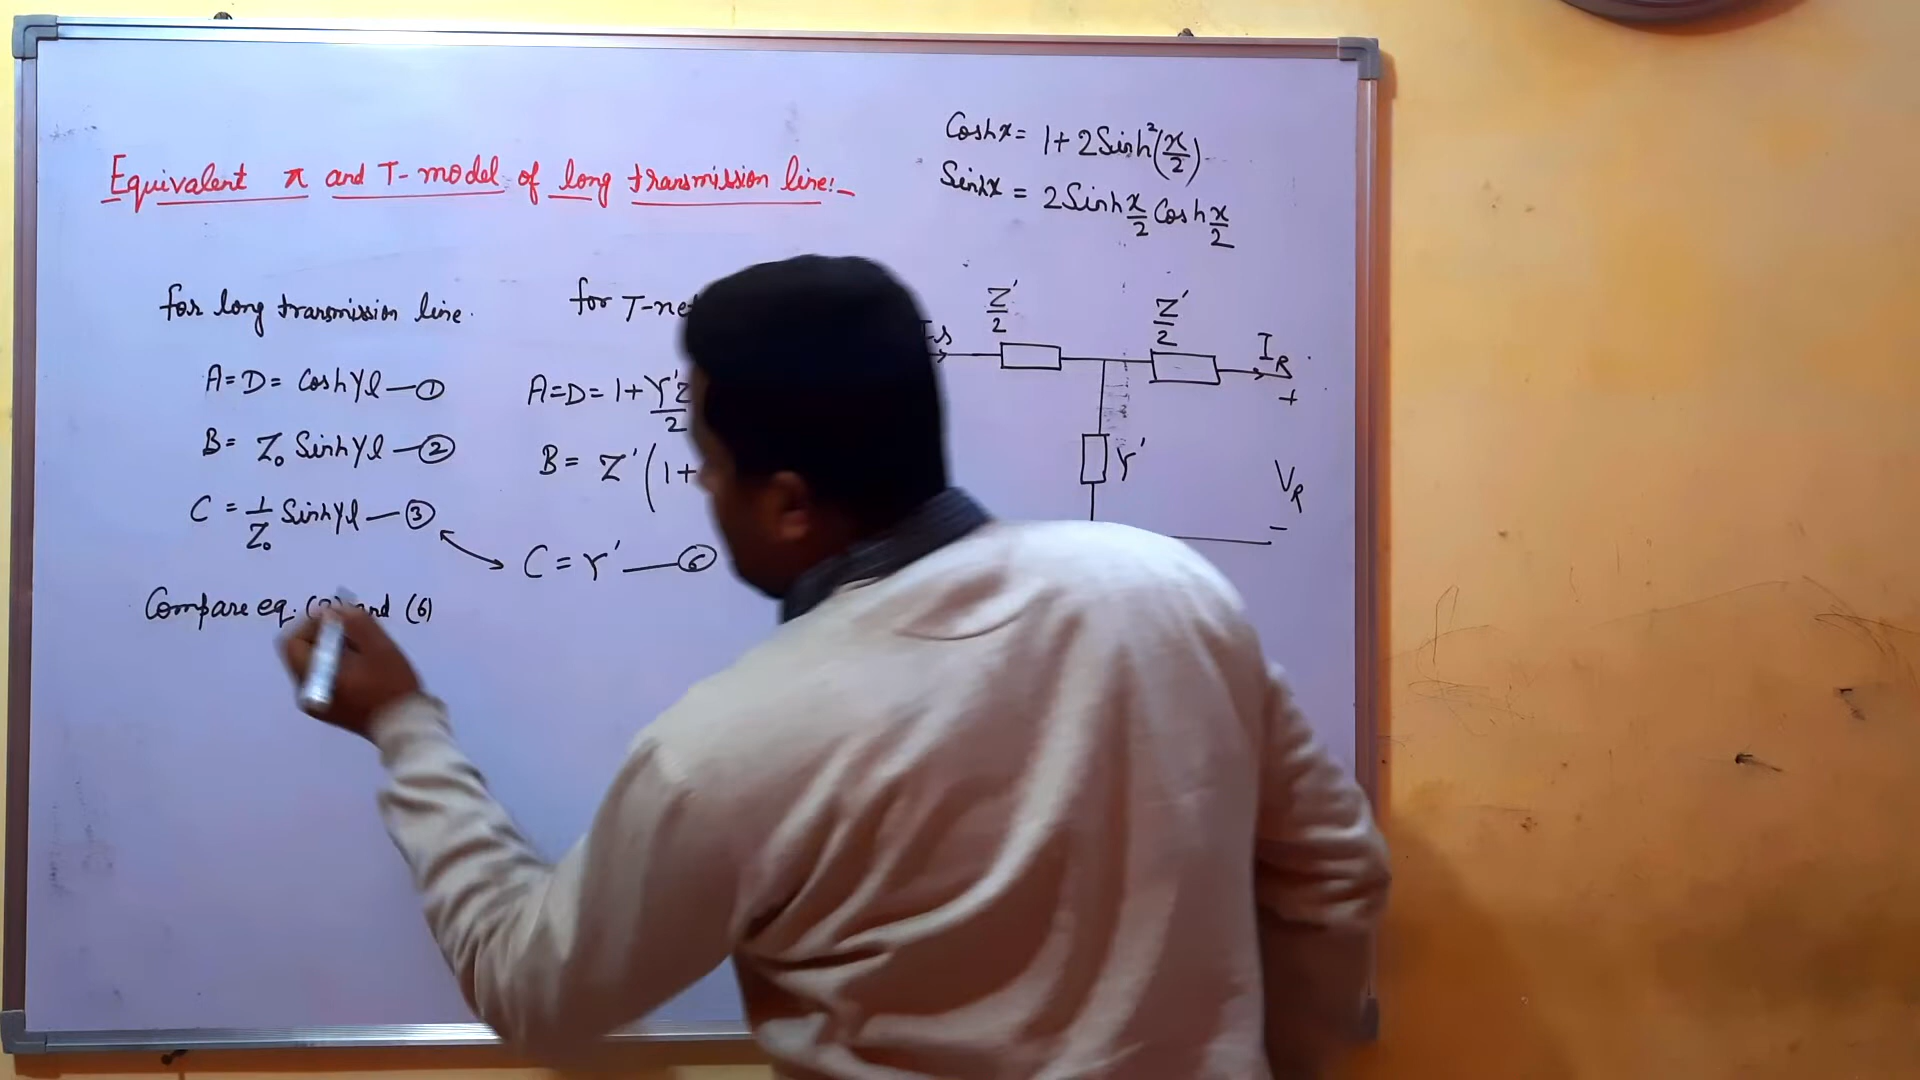 Equivalent π and T-model of long transmission line:-
Coshx = 1 + 2Sinh²(x/2)
Sinhx = 2Sinh x/2 Cosh x/2
for long transmission line.
A=D= CoshYl — ①
B= Z₀ SinhYl — ②
C = 1/Z₀ SinhYl — ③
Compare eq. and (6)
for
A=D= 1+ Y'Z/2
B= Z' (1+
C = Y' — ⑥
Z'/2
Z'/2
I_R
+
Y'
V_R
-